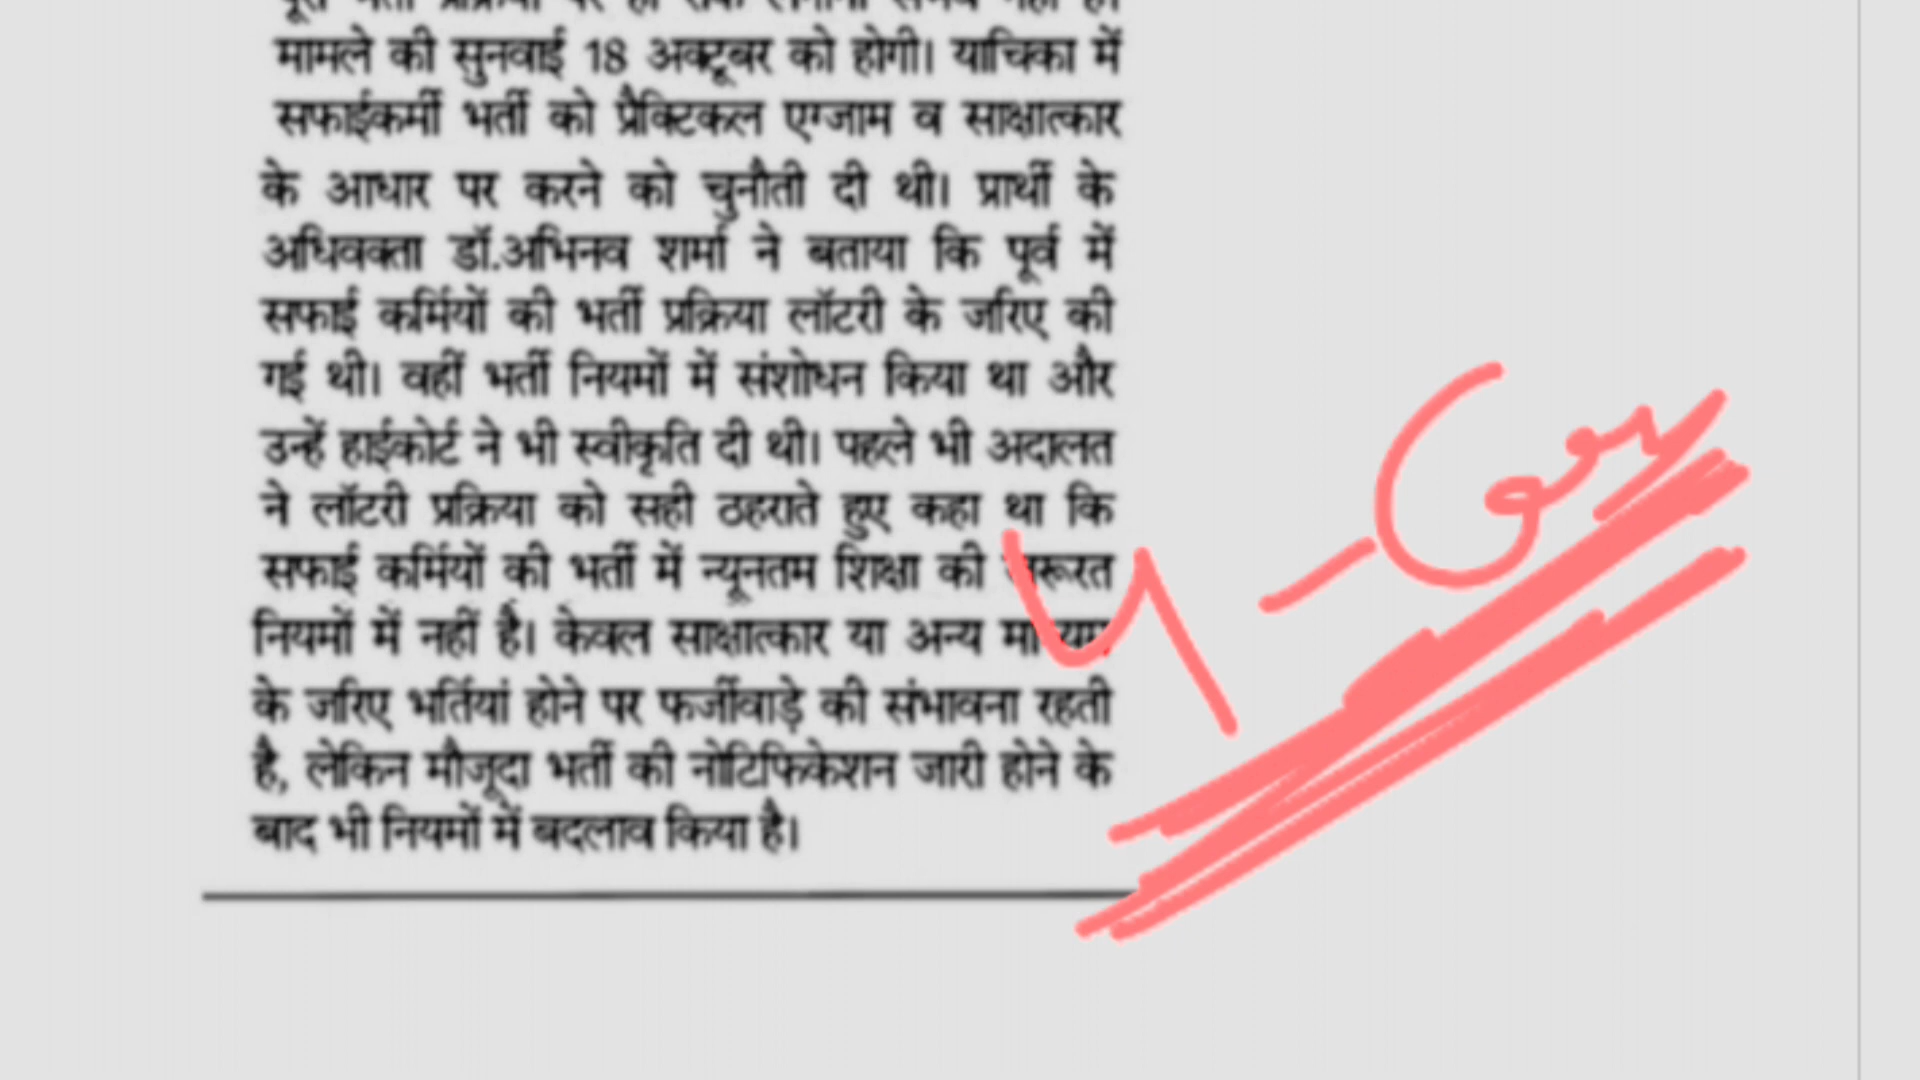 मामले की सुनवाई 18 अक्टूबर को होगी। याचिका में
सफाईकर्मी भर्ती को प्रैक्टिकल एग्जाम व साक्षात्कार
के आधार पर करने को चुनौती दी थी। प्रार्थी के
अधिवक्ता डॉ.अभिनव शर्मा ने बताया कि पूर्व में
सफाई कर्मियों की भर्ती प्रक्रिया लॉटरी के जरिए की
गई थी। वहीं भर्ती नियमों में संशोधन किया था और
उन्हें हाईकोर्ट ने भी स्वीकृति दी थी। पहले भी अदालत
ने लॉटरी प्रक्रिया को सही ठहराते हुए कहा था कि
सफाई कर्मियों की भर्ती में न्यूनतम शिक्षा की जरूरत
नियमों में नहीं है। केवल साक्षात्कार या अन्य माध्यम
के जरिए भर्तियां होने पर फर्जीवाड़े की संभावना रहती
है, लेकिन मौजूदा भर्ती की नोटिफिकेशन जारी होने के
बाद भी नियमों में बदलाव किया है।